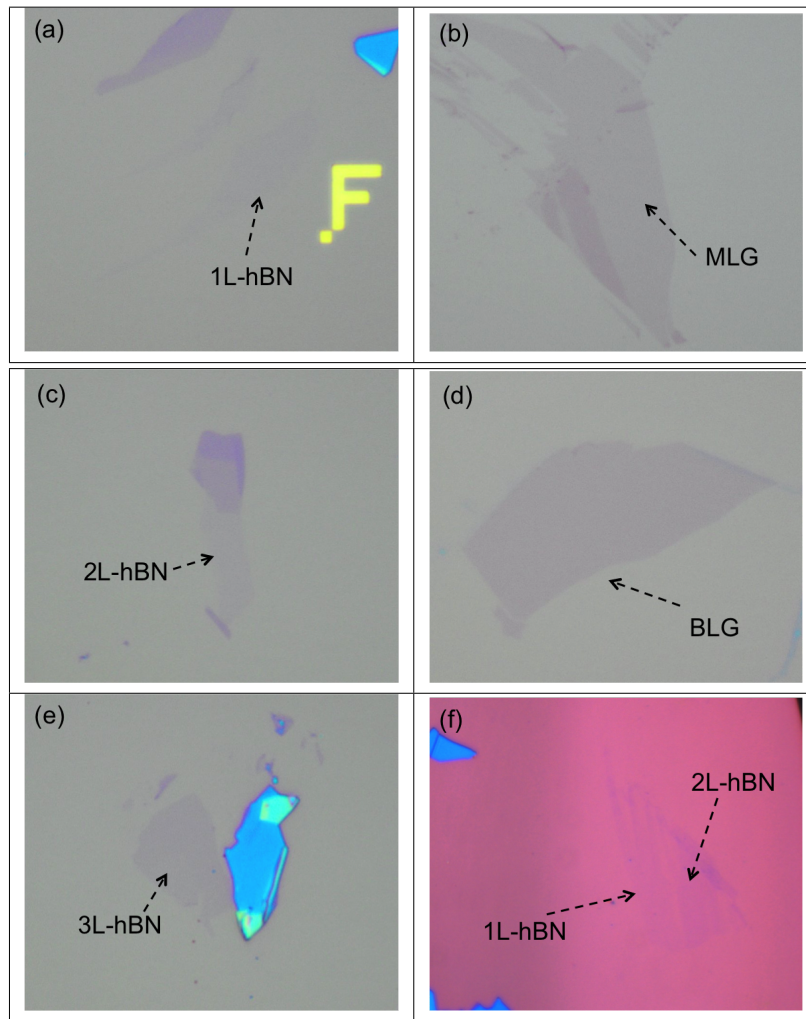 (a)
F
1L-hBN
(b)
MLG
(c)
2L-hBN
(d)
BLG
(e)
3L-hBN
(f)
2L-hBN
1L-hBN